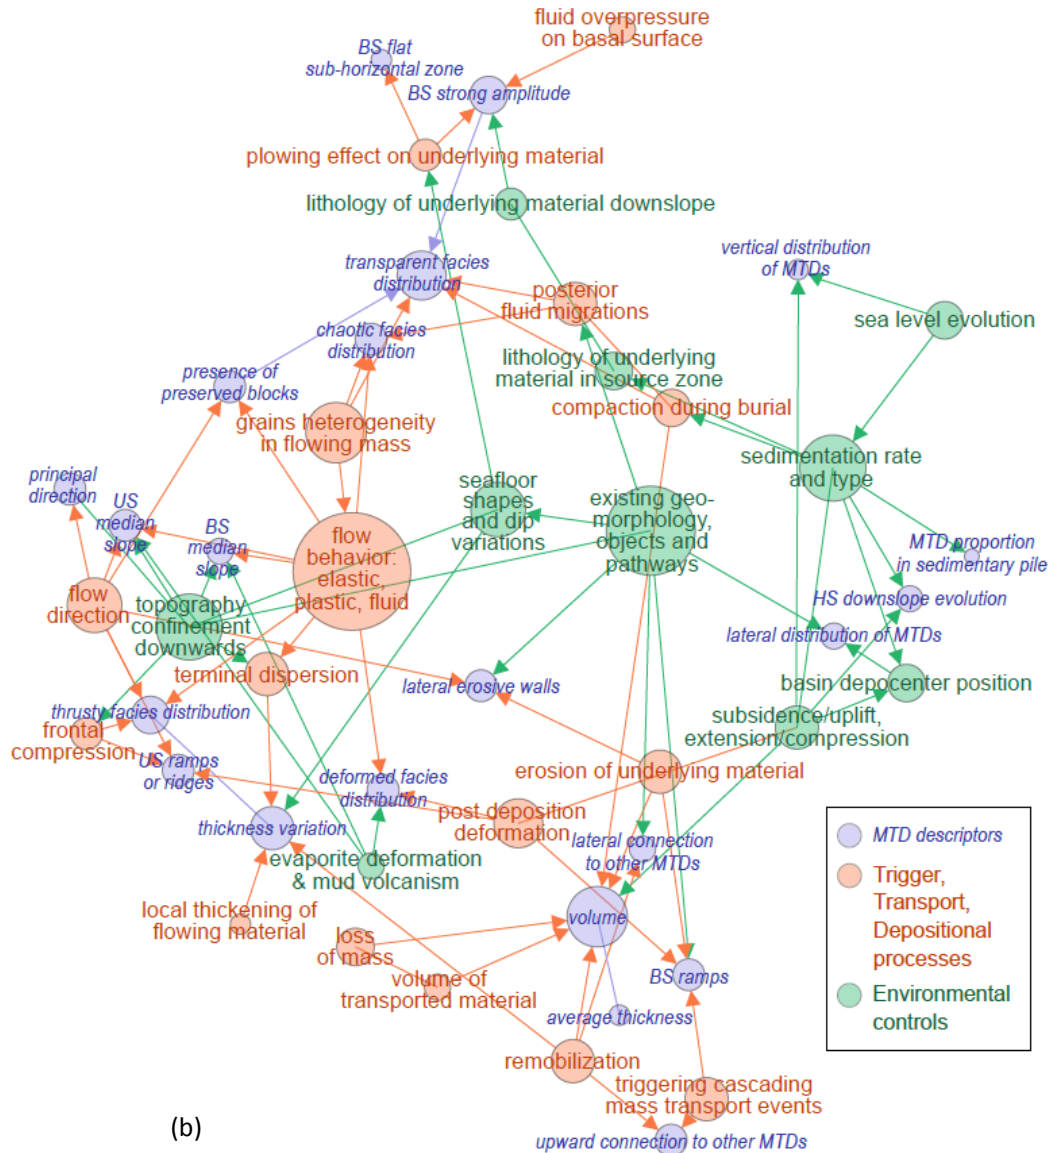 fluid overpressure
on basal surface
BS flat
sub-horizontal zone
BS strong amplitude
plowing effect on underlying material
lithology of underlying material downslope
vertical distribution
of MTDs
transparent facies
distribution
posterior
fluid migrations
sea level evolution
chaotic facies
distribution
lithology of underlying
material in source zone
presence of
preserved blocks
compaction during burial
grains heterogeneity
in flowing mass
sedimentation rate
and type
principal
direction
US
median
slope
BS
median
slope
seafloor
shapes
and dip
variations
existing geo-
morphology,
objects and
pathways
flow
behavior:
elastic,
plastic, fluid
MTD proportion
in sedimentary pile
flow
direction
topography
confinement
downwards
HS downslope evolution
lateral distribution of MTDs
terminal dispersion
lateral erosive walls
basin depocenter position
thrusty facies distribution
subsidence/uplift,
extension/compression
frontal
compression
US ramps
or ridges
deformed facies
distribution
erosion of underlying material
post deposition
deformation
thickness variation
lateral connection
to other MTDs
evaporite deformation
& mud volcanism
local thickening of
flowing material
volume
loss
of mass
volume of
transported material
BS ramps
average thickness
remobilization
triggering cascading
mass transport events
upward connection to other MTDs
MTD descriptors
Trigger,
Transport,
Depositional
processes
Environmental
controls
(b)